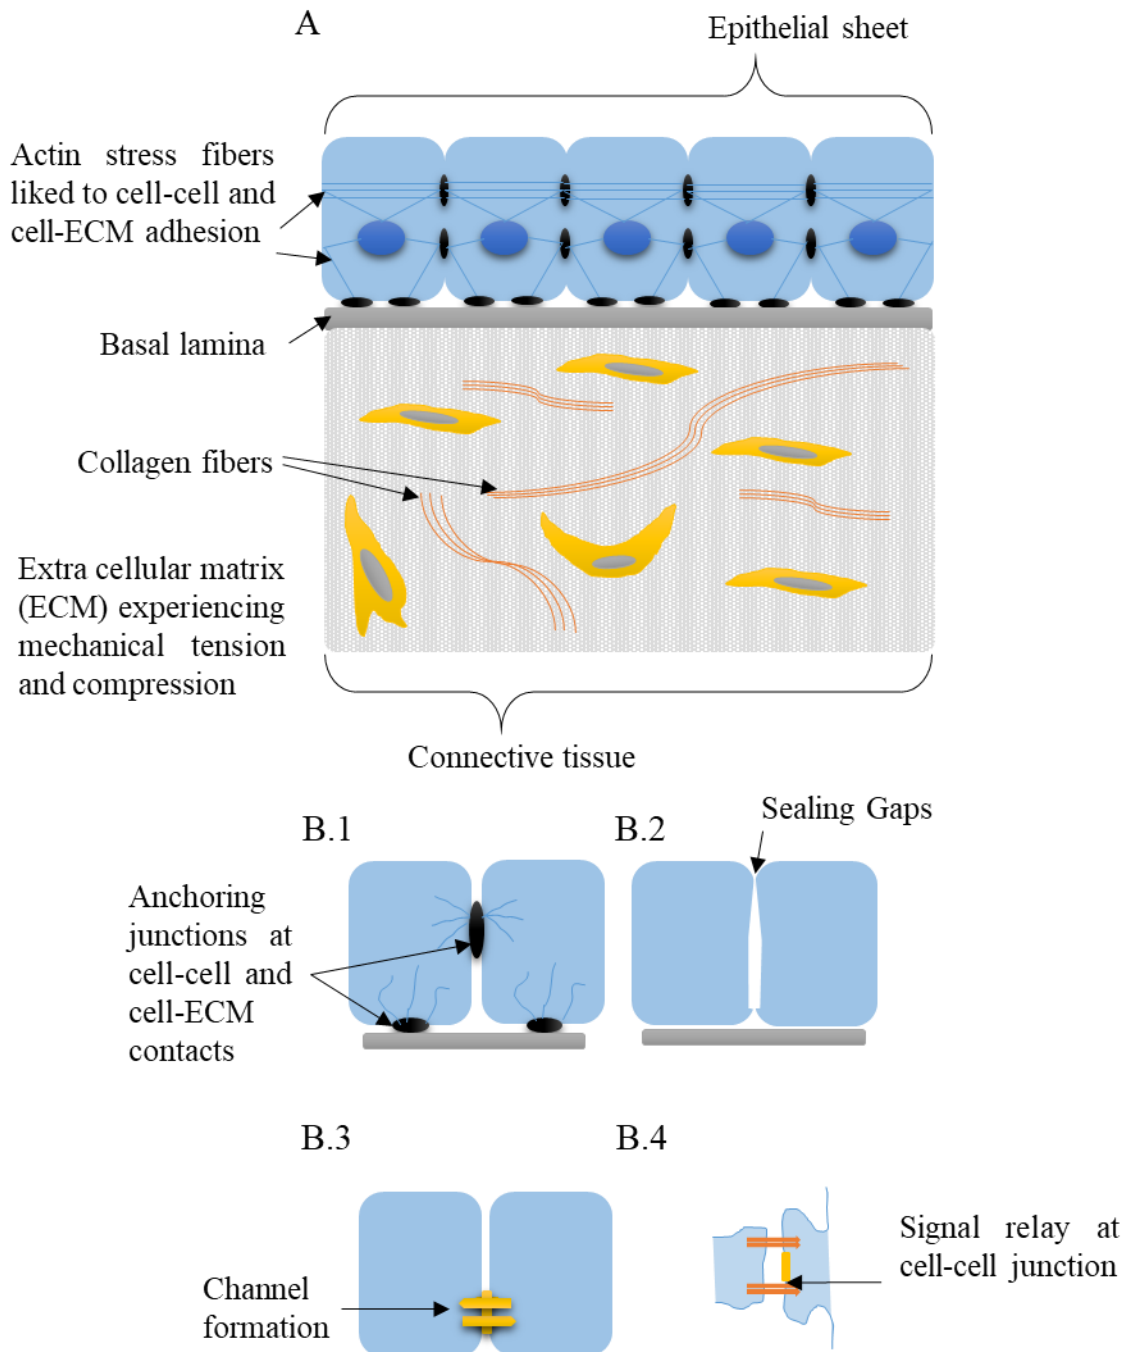 A
Epithelial sheet
Actin stress fibers
liked to cell-cell and
cell-ECM adhesion
Basal lamina
Collagen fibers
Extra cellular matrix
(ECM) experiencing
mechanical tension
and compression
Connective tissue
B.1
B.2
Sealing Gaps
Anchoring
junctions at
cell-cell and
cell-ECM
contacts
B.3
B.4
Channel
formation
Signal relay at
cell-cell junction